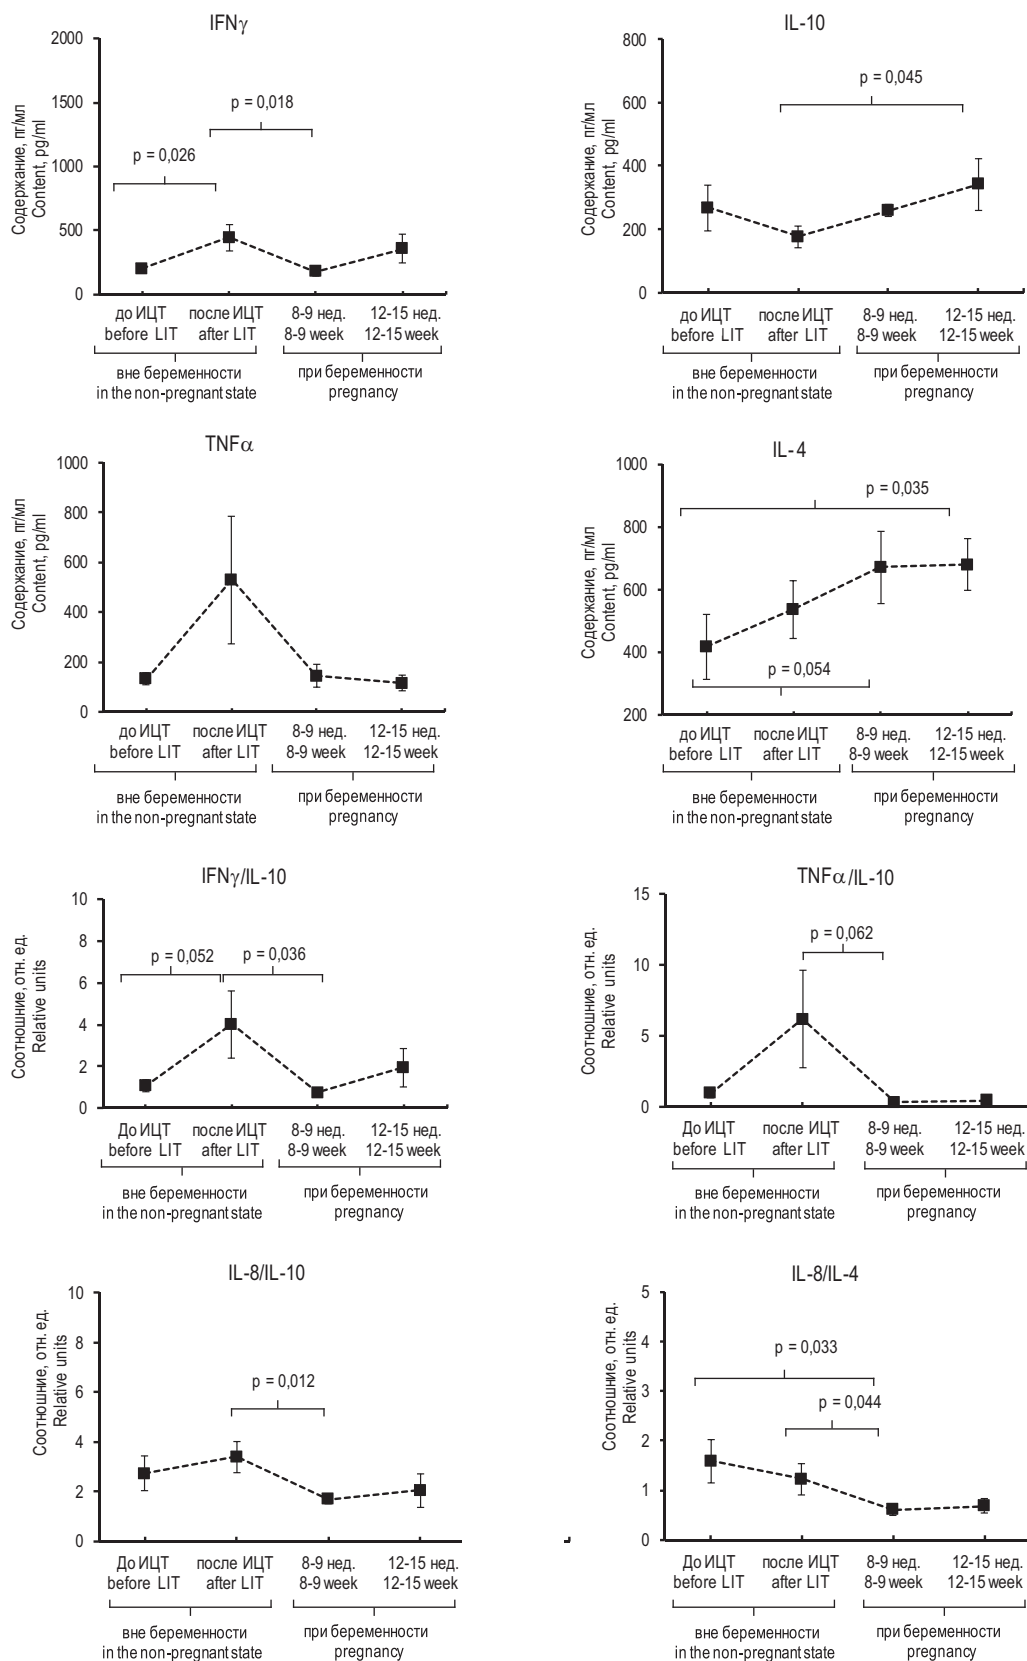 IFNγ
2000
1500
1000
500
0
Содержание, пг/мл
Content, pg/ml
p = 0,026
p = 0,018
до ИЦТ
before LIT
после ИЦТ
after LIT
8-9 нед.
8-9 week
12-15 нед.
12-15 week
вне беременности
in the non-pregnant state
при беременности
pregnancy
IL-10
800
600
400
200
0
Содержание, пг/мл
Content, pg/ml
p = 0,045
до ИЦТ
before LIT
после ИЦТ
after LIT
8-9 нед.
8-9 week
12-15 нед.
12-15 week
вне беременности
in the non-pregnant state
при беременности
pregnancy
TNFα
1000
800
600
400
200
0
Содержание, пг/мл
Content, pg/ml
до ИЦТ
before LIT
после ИЦТ
after LIT
8-9 нед.
8-9 week
12-15 нед.
12-15 week
вне беременности
in the non-pregnant state
при беременности
pregnancy
IL-4
1000
800
600
400
200
Содержание, пг/мл
Content, pg/ml
p = 0,035
p = 0,054
до ИЦТ
before LIT
после ИЦТ
after LIT
8-9 нед.
8-9 week
12-15 нед.
12-15 week
вне беременности
in the non-pregnant state
при беременности
pregnancy
IFNγ/IL-10
10
8
6
4
2
0
Соотношние, отн. ед.
Relative units
p = 0,052
p = 0,036
До ИЦТ
before LIT
после ИЦТ
after LIT
8-9 нед.
8-9 week
12-15 нед.
12-15 week
вне беременности
in the non-pregnant state
при беременности
pregnancy
TNFα/IL-10
15
10
5
0
Соотношние, отн. ед.
Relative units
p = 0,062
До ИЦТ
before LIT
после ИЦТ
after LIT
8-9 нед.
8-9 week
12-15 нед.
12-15 week
вне беременности
in the non-pregnant state
при беременности
pregnancy
IL-8/IL-10
10
8
6
4
2
0
Соотношние, отн. ед.
Relative units
p = 0,012
До ИЦТ
before LIT
после ИЦТ
after LIT
8-9 нед.
8-9 week
12-15 нед.
12-15 week
вне беременности
in the non-pregnant state
при беременности
pregnancy
IL-8/IL-4
5
4
3
2
1
0
Соотношние, отн. ед.
Relative units
p = 0,033
p = 0,044
До ИЦТ
before LIT
после ИЦТ
after LIT
8-9 нед.
8-9 week
12-15 нед.
12-15 week
вне беременности
in the non-pregnant state
при беременности
pregnancy